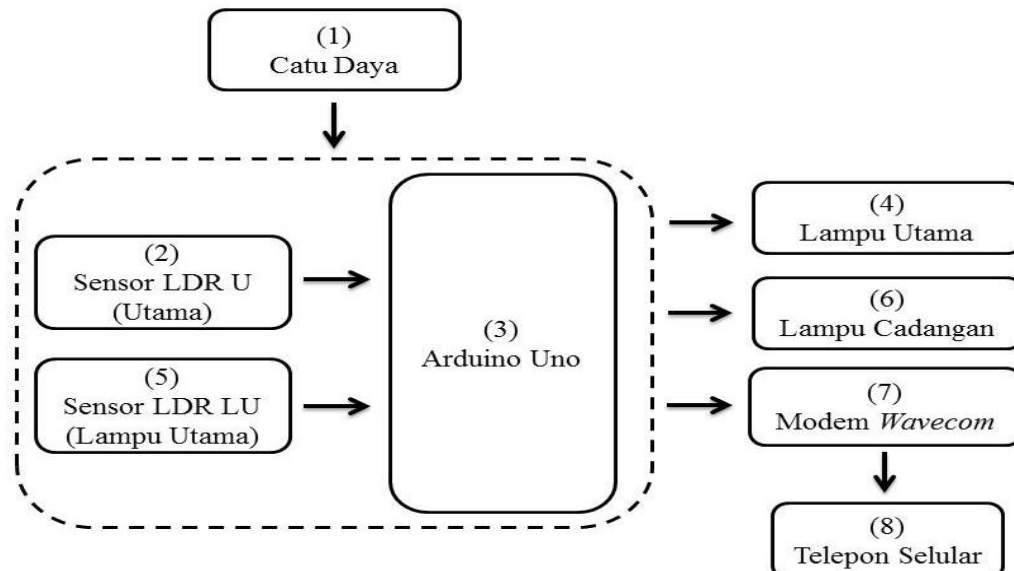 (1)
Catu Daya
(2)
Sensor LDR U
(Utama)
(5)
Sensor LDR LU
(Lampu Utama)
(3)
Arduino Uno
(4)
Lampu Utama
(6)
Lampu Cadangan
(7)
Modem Wavecom
(8)
Telepon Selular